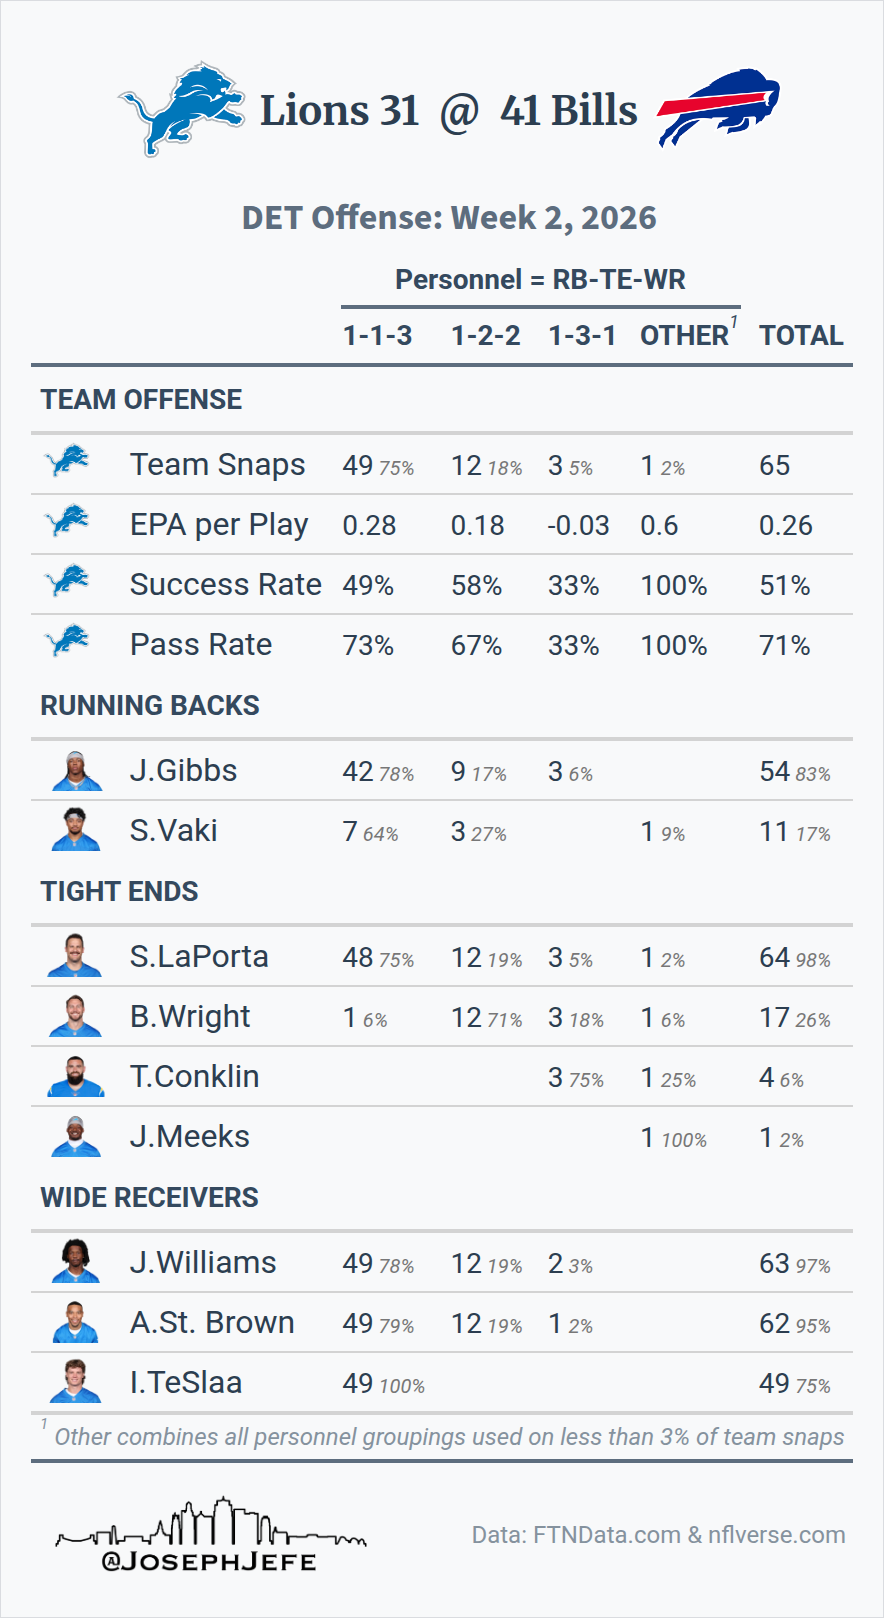 Lions 31 @ 41 Bills
DET Offense: Week 2, 2026
Personnel = RB-TE-WR
1-1-3 1-2-2 1-3-1 OTHER1 TOTAL
TEAM OFFENSE
Team Snaps 49 75% 12 18% 3 5% 1 2% 65
EPA per Play 0.28 0.18 -0.03 0.6 0.26
Success Rate 49% 58% 33% 100% 51%
Pass Rate 73% 67% 33% 100% 71%
RUNNING BACKS
J.Gibbs 42 78% 9 17% 3 6% 54 83%
S.Vaki 7 64% 3 27% 1 9% 11 17%
TIGHT ENDS
S.LaPorta 48 75% 12 19% 3 5% 1 2% 64 98%
B.Wright 1 6% 12 71% 3 18% 1 6% 17 26%
T.Conklin 3 75% 1 25% 4 6%
J.Meeks 1 100% 1 2%
WIDE RECEIVERS
J.Williams 49 78% 12 19% 2 3% 63 97%
A.St. Brown 49 79% 12 19% 1 2% 62 95%
I.TeSlaa 49 100% 49 75%
1 Other combines all personnel groupings used on less than 3% of team snaps
@JOSEPHJEFE
Data: FTNData.com & nflverse.com